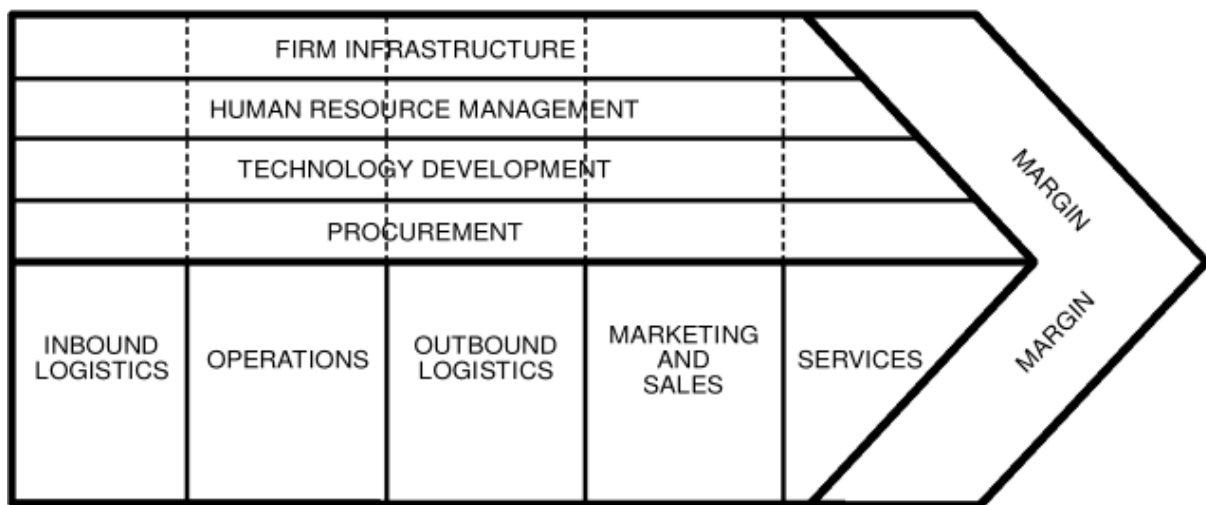 FIRM INFRASTRUCTURE
HUMAN RESOURCE MANAGEMENT
TECHNOLOGY DEVELOPMENT
PROCUREMENT
INBOUND
LOGISTICS
OPERATIONS
OUTBOUND
LOGISTICS
MARKETING
AND
SALES
SERVICES
MARGIN
MARGIN